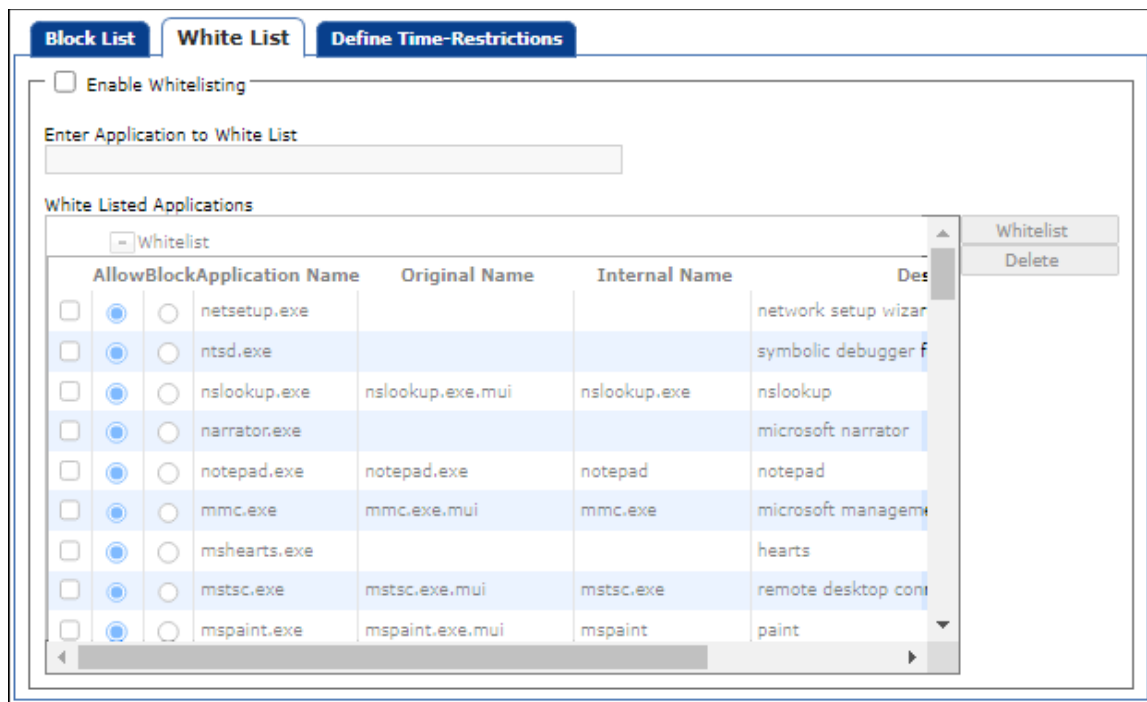 Block List White List Define Time-Restrictions
Enable Whitelisting
Enter Application to White List
White Listed Applications
Whitelist
Whitelist
Delete
Allow Block Application Name Original Name Internal Name Des
netsetup.exe network setup wizar
ntsd.exe symbolic debugger f
nslookup.exe nslookup.exe.mui nslookup.exe nslookup
narrator.exe microsoft narrator
notepad.exe notepad.exe notepad notepad
mmc.exe mmc.exe.mui mmc.exe microsoft manageme
mshearts.exe hearts
mstsc.exe mstsc.exe.mui mstsc.exe remote desktop con
mspaint.exe mspaint.exe.mui mspaint paint